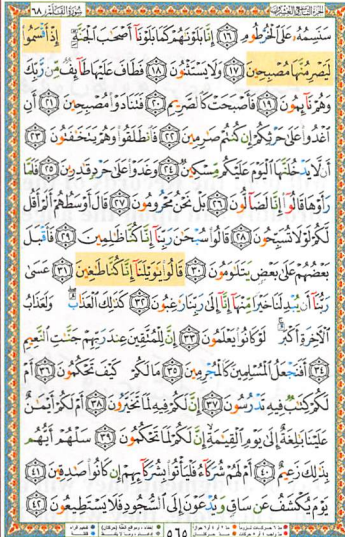 سُورَةُ القَلَمِ ٦٨
سَنَسِمُهُۥ عَلَى ٱلۡخُرۡطُومِ ١٦ إِنَّا بَلَوۡنَٰهُمۡ كَمَا بَلَوۡنَآ أَصۡحَٰبَ ٱلۡجَنَّةِ إِذۡ أَقۡسَمُواْ
لَيَصۡرِمُنَّهَا مُصۡبِحِينَ ١٧ وَلَا يَسۡتَثۡنُونَ ١٨ فَطَافَ عَلَيۡهَا طَآئِفٞ مِّن رَّبِّكَ
وَهُمۡ نَآئِمُونَ ١٩ فَأَصۡبَحَتۡ كَٱلصَّرِيمِ ٢٠ فَتَنَادَوۡاْ مُصۡبِحِينَ ٢١ أَنِ
ٱغۡدُواْ عَلَىٰ حَرۡثِكُمۡ إِن كُنتُمۡ صَٰرِمِينَ ٢٢ فَٱنطَلَقُواْ وَهُمۡ يَتَخَٰفَتُونَ ٢٣
أَن لَّا يَدۡخُلَنَّهَا ٱلۡيَوۡمَ عَلَيۡكُم مِّسۡكِينٞ ٢٤ وَغَدَوۡاْ عَلَىٰ حَرۡدٖ قَٰدِرِينَ ٢٥ فَلَمَّا
رَأَوۡهَا قَالُوٓاْ إِنَّا لَضَآلُّونَ ٢٦ بَلۡ نَحۡنُ مَحۡرُومُونَ ٢٧ قَالَ أَوۡسَطُهُمۡ أَلَمۡ أَقُل
لَّكُمۡ لَوۡلَا تُسَبِّحُونَ ٢٨ قَالُواْ سُبۡحَٰنَ رَبِّنَآ إِنَّا كُنَّا ظَٰلِمِينَ ٢٩ فَأَقۡبَلَ
بَعۡضُهُمۡ عَلَىٰ بَعۡضٖ يَتَلَٰوَمُونَ ٣٠ قَالُواْ يَٰوَيۡلَنَآ إِنَّا كُنَّا طَٰغِينَ ٣١ عَسَىٰ
رَبُّنَآ أَن يُبۡدِلَنَا خَيۡرٗا مِّنۡهَآ إِنَّآ إِلَىٰ رَبِّنَا رَٰغِبُونَ ٣٢ كَذَٰلِكَ ٱلۡعَذَابُۖ وَلَعَذَابُ
ٱلۡأٓخِرَةِ أَكۡبَرُۚ لَوۡ كَانُواْ يَعۡلَمُونَ ٣٣ إِنَّ لِلۡمُتَّقِينَ عِندَ رَبِّهِمۡ جَنَّٰتِ ٱلنَّعِيمِ
٣٤ أَفَنَجۡعَلُ ٱلۡمُسۡلِمِينَ كَٱلۡمُجۡرِمِينَ ٣٥ مَا لَكُمۡ كَيۡفَ تَحۡكُمُونَ ٣٦ أَمۡ
لَكُمۡ كِتَٰبٞ فِيهِ تَدۡرُسُونَ ٣٧ إِنَّ لَكُمۡ فِيهِ لَمَا تَخَيَّرُونَ ٣٨ أَمۡ لَكُمۡ أَيۡمَٰنٌ
عَلَيۡنَا بَٰلِغَةٌ إِلَىٰ يَوۡمِ ٱلۡقِيَٰمَةِ إِنَّ لَكُمۡ لَمَا تَحۡكُمُونَ ٣٩ سَلۡهُمۡ أَيُّهُم
بِذَٰلِكَ زَعِيمٌ ٤٠ أَمۡ لَهُمۡ شُرَكَآءُ فَلۡيَأۡتُواْ بِشُرَكَآئِهِمۡ إِن كَانُواْ صَٰدِقِينَ ٤١
يَوۡمَ يُكۡشَفُ عَن سَاقٖ وَيُدۡعَوۡنَ إِلَى ٱلسُّجُودِ فَلَا يَسۡتَطِيعُونَ ٤٢
٥٦٥